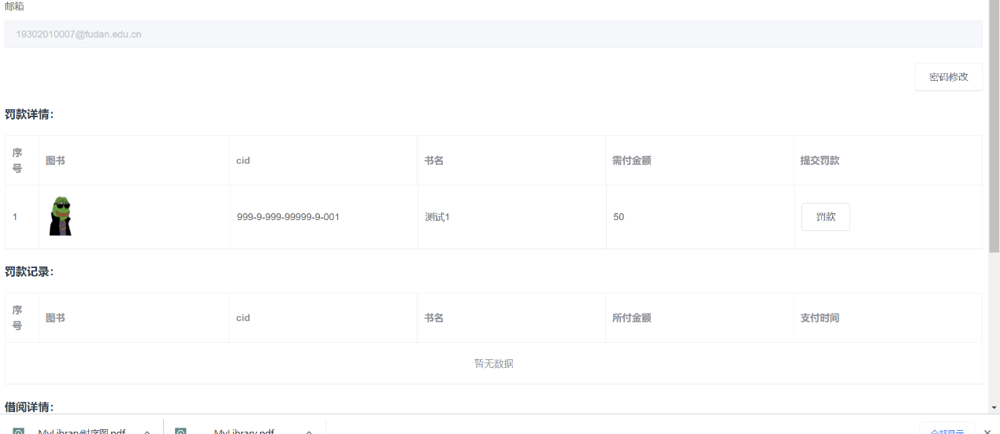 邮箱
19302010007@fudan.edu.cn
密码修改
罚款详情：
序号 图书 cid 书名 需付金额 提交罚款
1 999-9-999-99999-9-001 测试1 50 罚款
罚款记录：
序号 图书 cid 书名 所付金额 支付时间
暂无数据
借阅详情：
MyLibrary时序图.pdf MyLibrary.pdf 全部显示